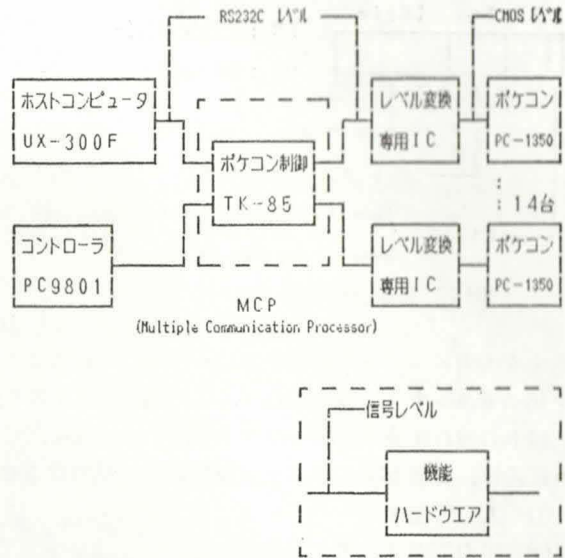 RS232C レベル
CMOS レベル
ホストコンピュータ
UX-300F
ポケコン制御
TK-85
レベル変換
専用IC
ポケコン
PC-1350
:
: 14台
コントローラ
PC9801
レベル変換
専用IC
ポケコン
PC-1350
MCP
(Multiple Communication Processor)
信号レベル
機能
ハードウエア